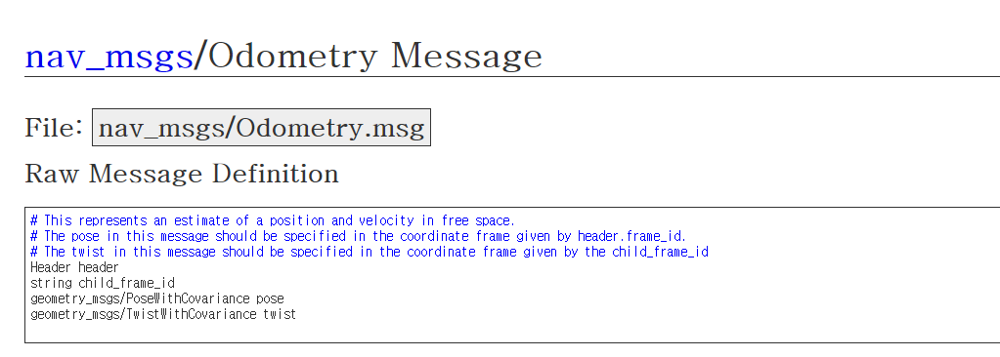 nav_msgs/Odometry Message
File: nav_msgs/Odometry.msg
Raw Message Definition
# This represents an estimate of a position and velocity in free space.
# The pose in this message should be specified in the coordinate frame given by header.frame_id.
# The twist in this message should be specified in the coordinate frame given by the child_frame_id
Header header
string child_frame_id
geometry_msgs/PoseWithCovariance pose
geometry_msgs/TwistWithCovariance twist